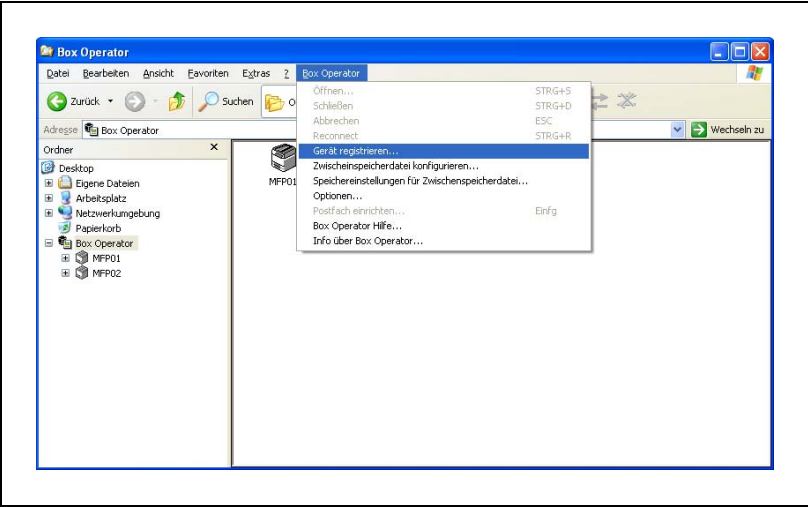 Box Operator
Datei Bearbeiten Ansicht Favoriten Extras ? Box Operator
Zurück Suchen
Adresse Box Operator Wechseln zu
Ordner
Desktop
Eigene Dateien
Arbeitsplatz
Netzwerkumgebung
Papierkorb
Box Operator
MFP01
MFP02
MFP01
Öffnen... STRG+S
Schließen STRG+D
Abbrechen ESC
Reconnect STRG+R
Gerät registrieren...
Zwischeinspeicherdatei konfigurieren...
Speichereinstellungen für Zwischenspeicherdatei...
Optionen...
Postfach einrichten... Einfg
Box Operator Hilfe...
Info über Box Operator...